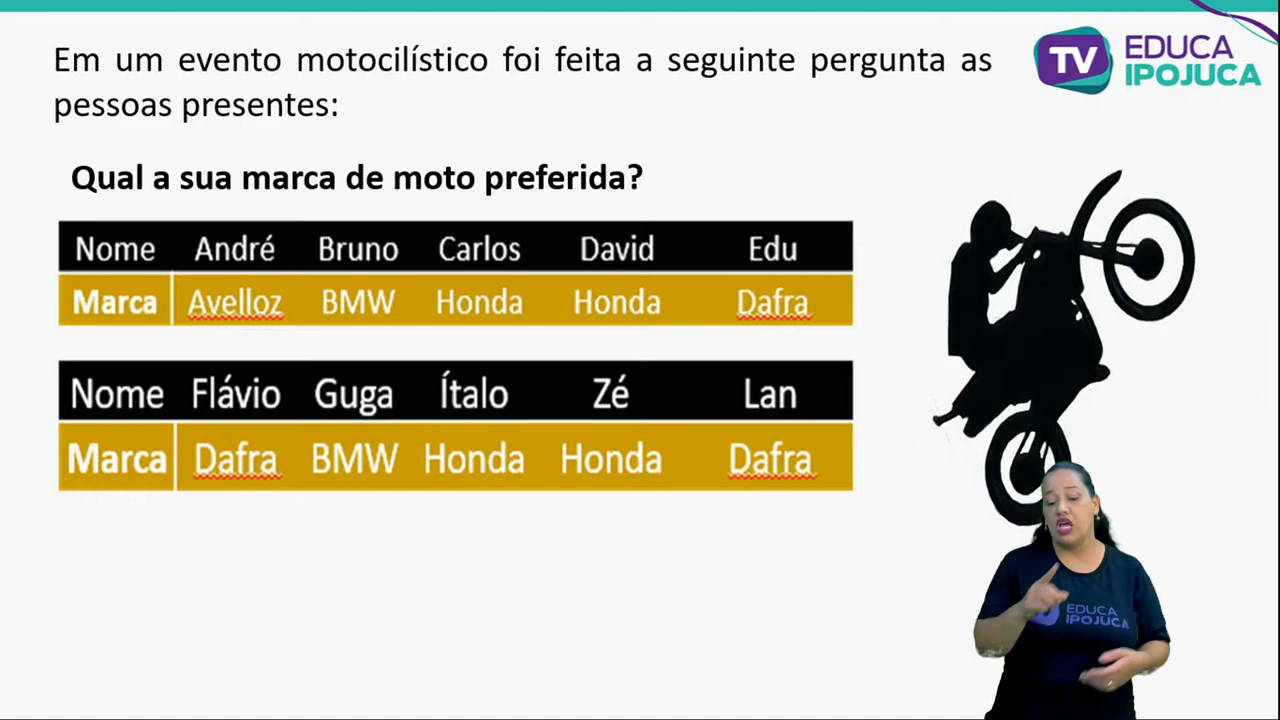 Em um evento motocilístico foi feita a seguinte pergunta as
pessoas presentes:
TV EDUCA
IPOJUCA
Qual a sua marca de moto preferida?
Nome André Bruno Carlos David Edu
Marca Avelloz BMW Honda Honda Dafra
Nome Flávio Guga Ítalo Zé Lan
Marca Dafra BMW Honda Honda Dafra
EDUCA
IPOJUCA